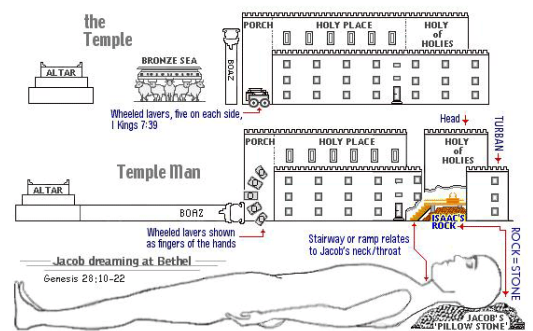 the
Temple
PORCH
HOLY PLACE
HOLY
of
HOLIES
ALTAR
BRONZE SEA
BOAZ
Wheeled lavers, five on each side,
I Kings 7:39
Head
TURBAN
Temple Man
PORCH
HOLY PLACE
HOLY
of
HOLIES
ALTAR
BOAZ
ISAAC'S
ROCK
Wheeled lavers shown
as fingers of the hands
Stairway or ramp relates
to Jacob's neck/throat
ROCK = STONE
Jacob dreaming at Bethel
Genesis 28:10-22
JACOB'S
'PILLOW STONE'